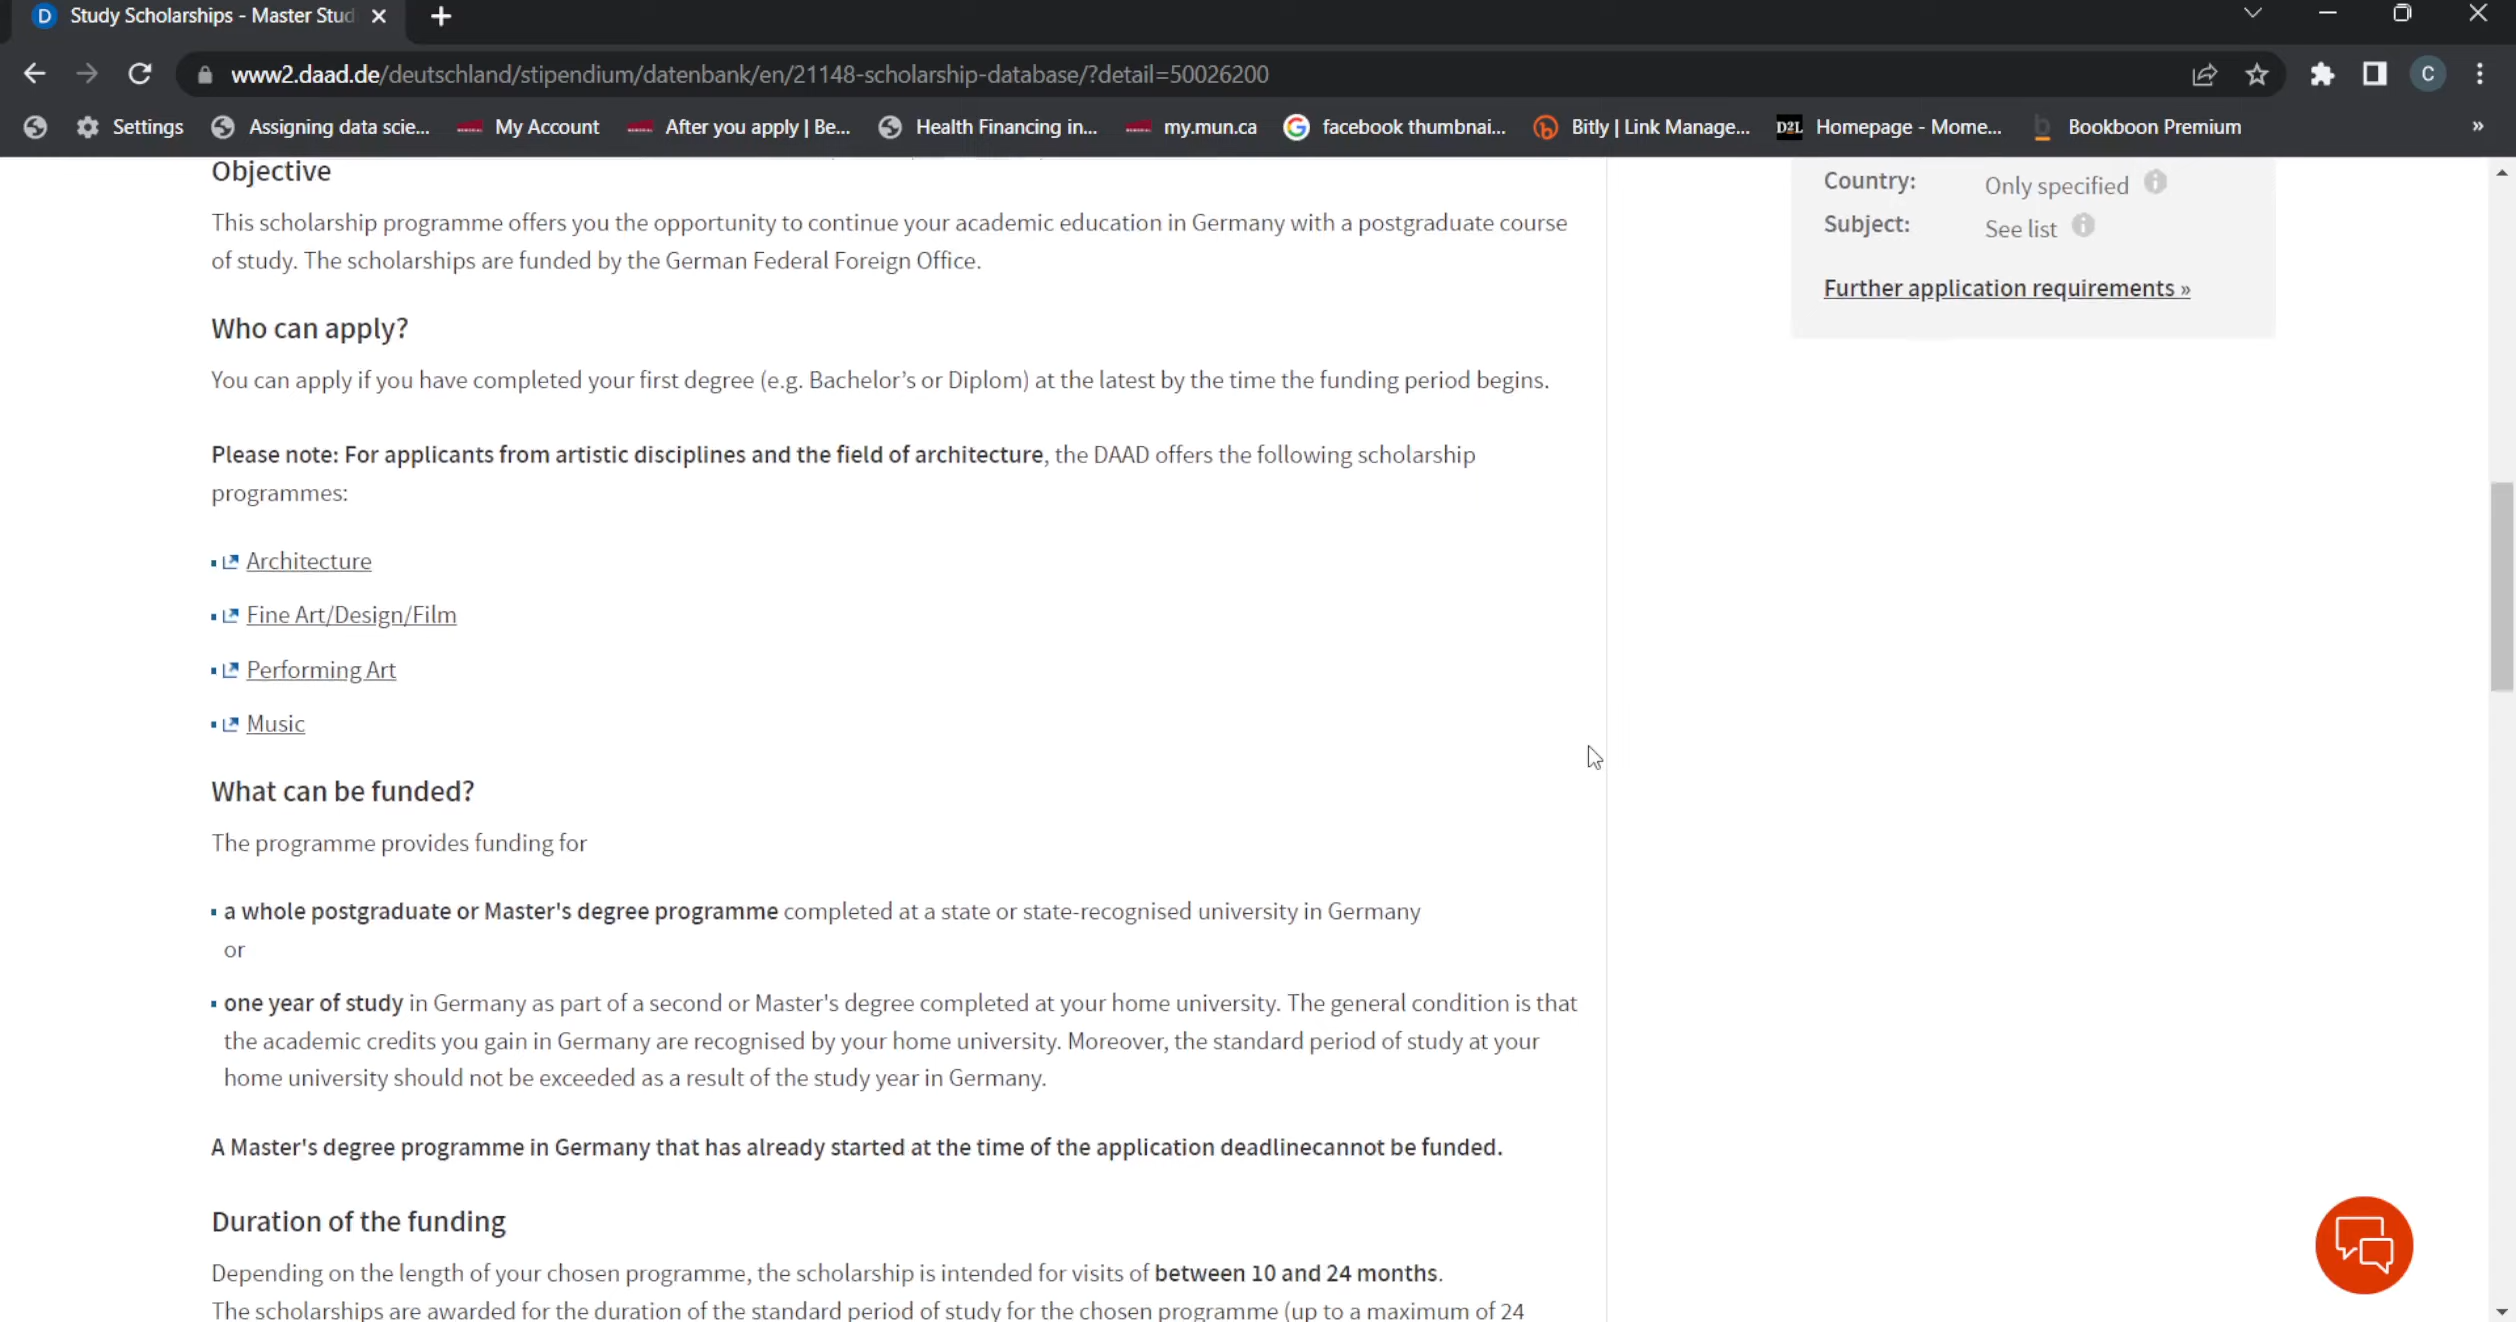 Study Scholarships - Master Stud
www2.daad.de/deutschland/stipendium/datenbank/en/21148-scholarship-database/?detail=50026200
C
Settings
Assigning data scie...
My Account
After you apply | Be...
Health Financing in...
my.mun.ca
facebook thumbnai...
Bitly | Link Manage...
D2L Homepage - Mome...
Bookboon Premium
»
Objective
This scholarship programme offers you the opportunity to continue your academic education in Germany with a postgraduate course
of study. The scholarships are funded by the German Federal Foreign Office.
Who can apply?
You can apply if you have completed your first degree (e.g. Bachelor's or Diplom) at the latest by the time the funding period begins.
Please note: For applicants from artistic disciplines and the field of architecture, the DAAD offers the following scholarship
programmes:
Architecture
Fine Art/Design/Film
Performing Art
Music
What can be funded?
The programme provides funding for
a whole postgraduate or Master's degree programme completed at a state or state-recognised university in Germany
or
one year of study in Germany as part of a second or Master's degree completed at your home university. The general condition is that
the academic credits you gain in Germany are recognised by your home university. Moreover, the standard period of study at your
home university should not be exceeded as a result of the study year in Germany.
A Master's degree programme in Germany that has already started at the time of the application deadlinecannot be funded.
Duration of the funding
Depending on the length of your chosen programme, the scholarship is intended for visits of between 10 and 24 months.
The scholarships are awarded for the duration of the standard period of study for the chosen programme (up to a maximum of 24
Country: Only specified
Subject: See list
Further application requirements »